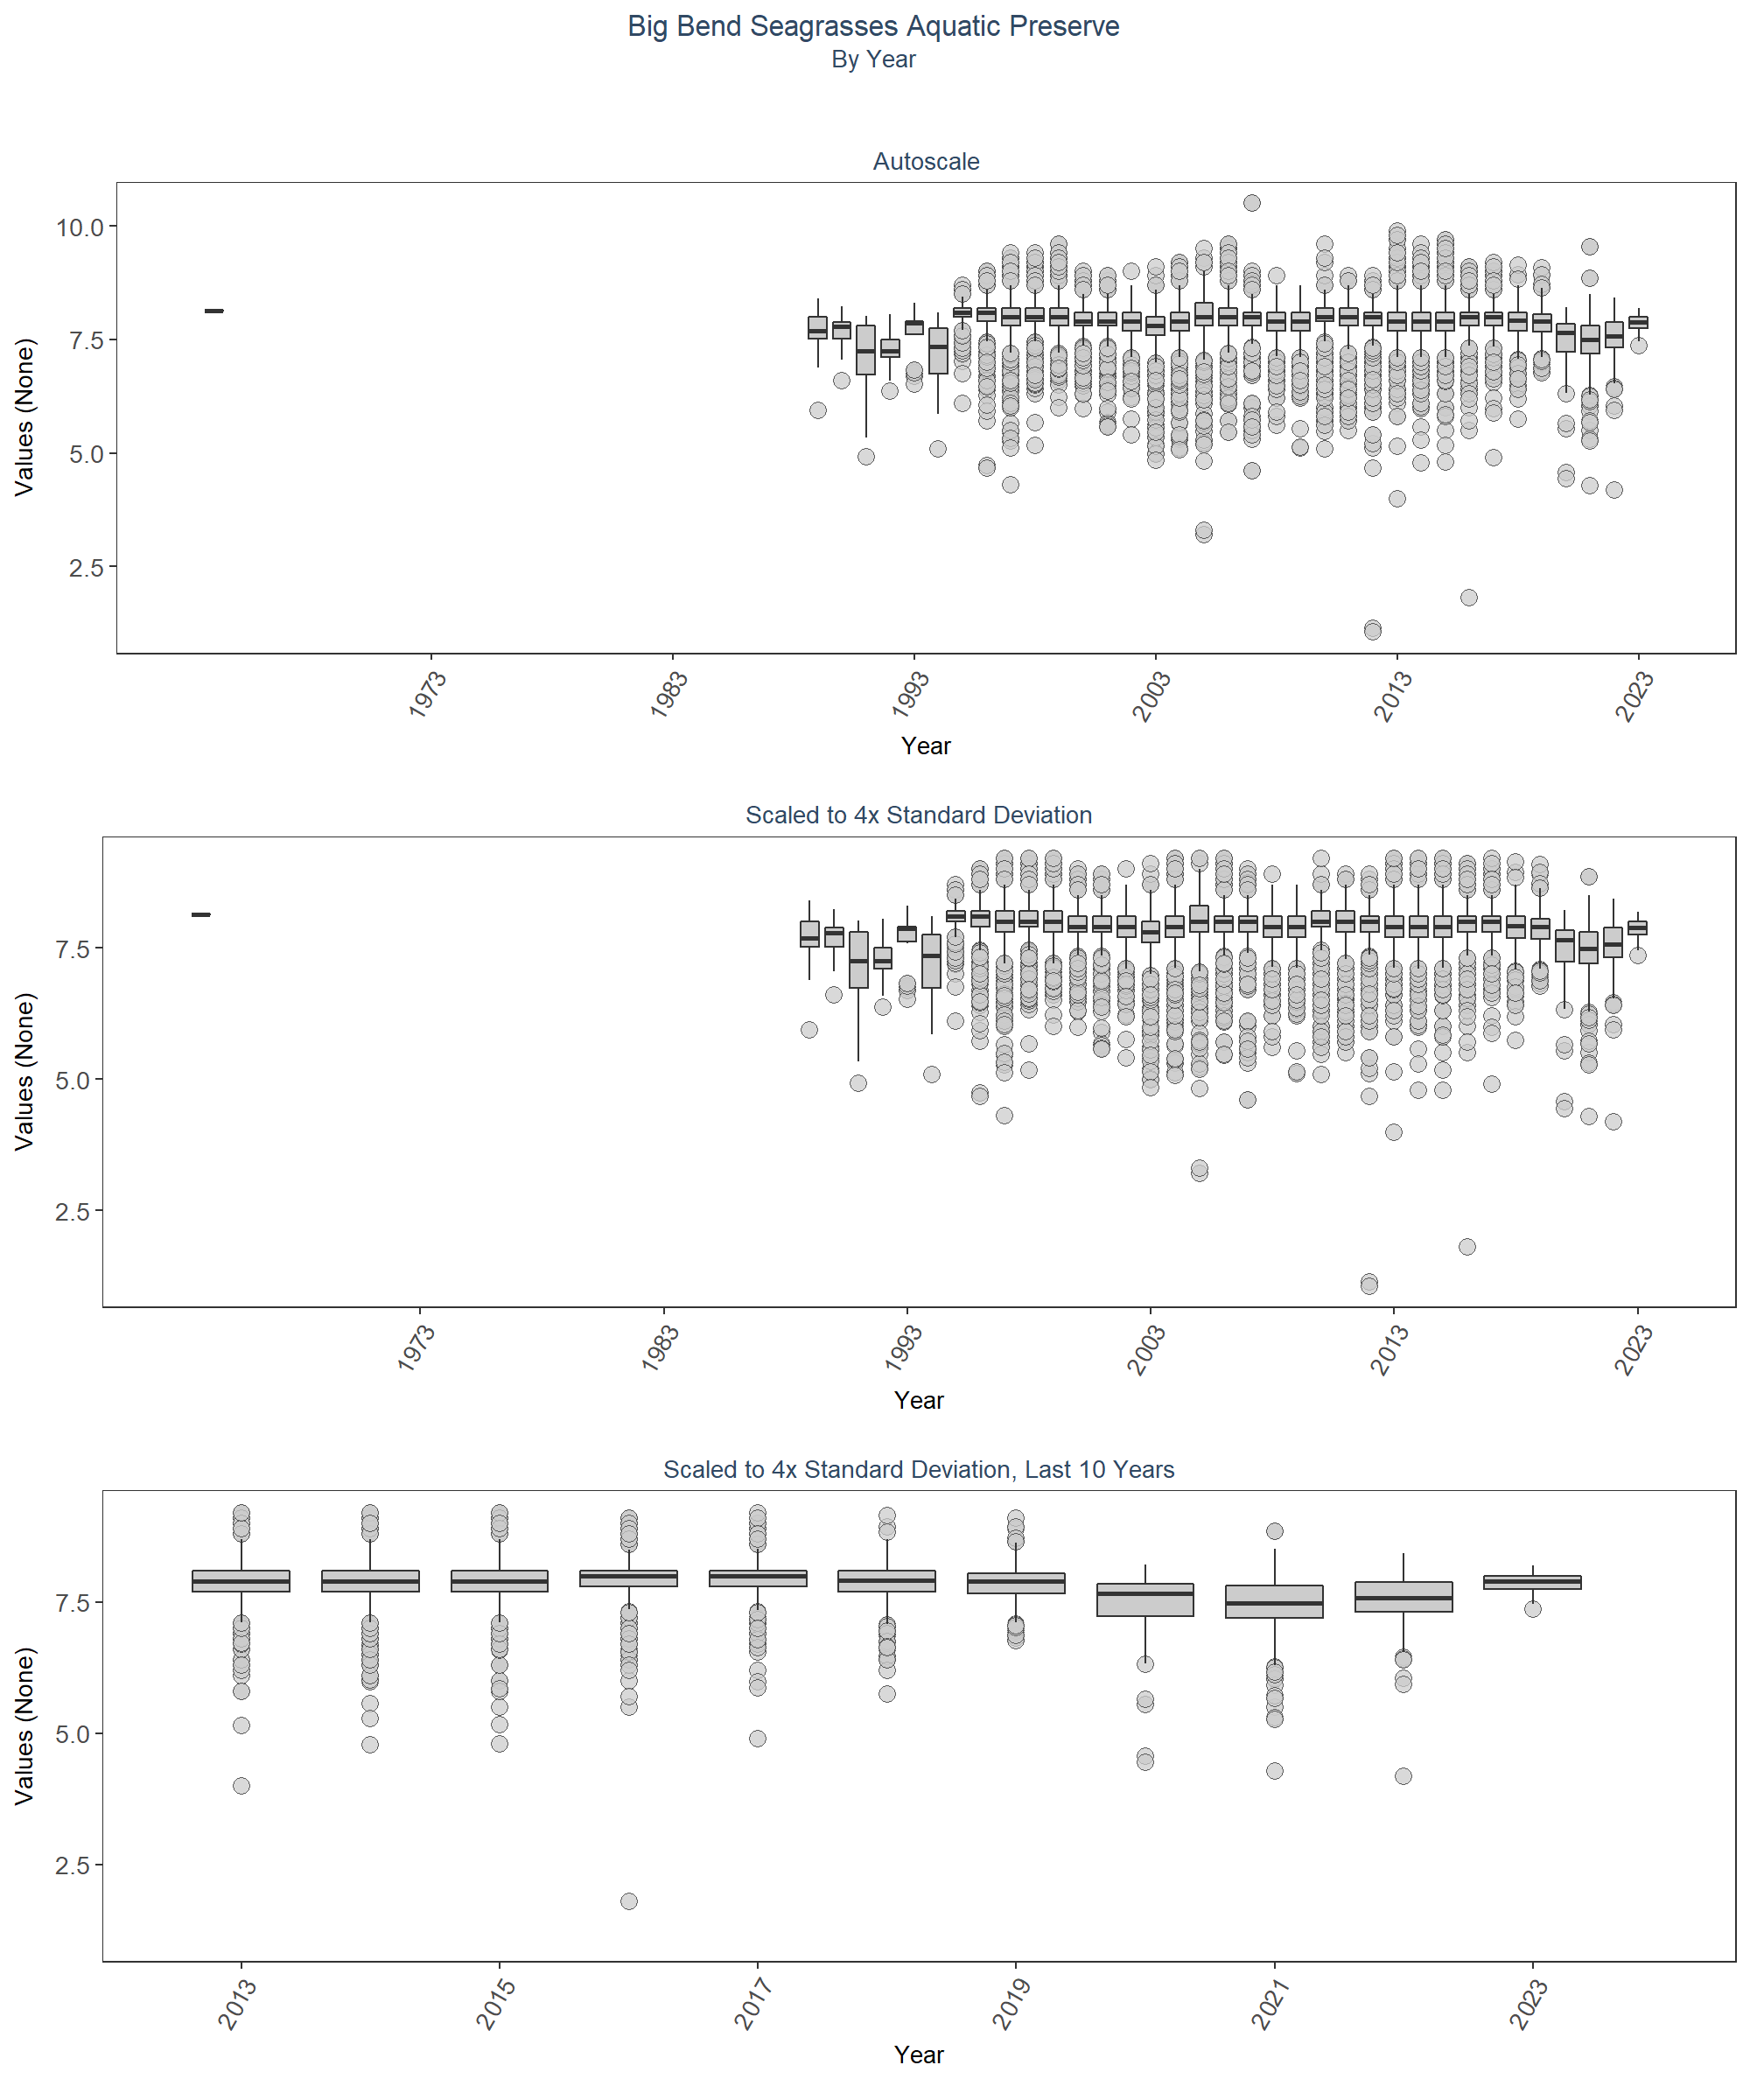 Big Bend Seagrasses Aquatic Preserve
By Year
Autoscale
Values (None)
10.0
7.5
5.0
2.5
1973
1983
1993
2003
2013
2023
Year
Scaled to 4x Standard Deviation
Values (None)
7.5
5.0
2.5
1973
1983
1993
2003
2013
2023
Year
Scaled to 4x Standard Deviation, Last 10 Years
Values (None)
7.5
5.0
2.5
2013
2015
2017
2019
2021
2023
Year